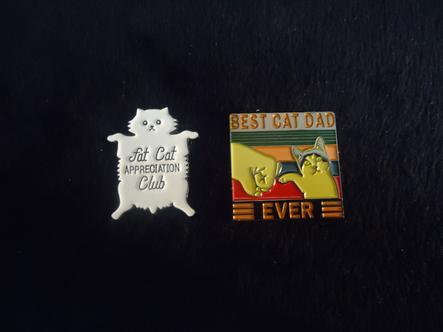 Fat Cat
APPRECIATION
Club
BEST CAT DAD
EVER